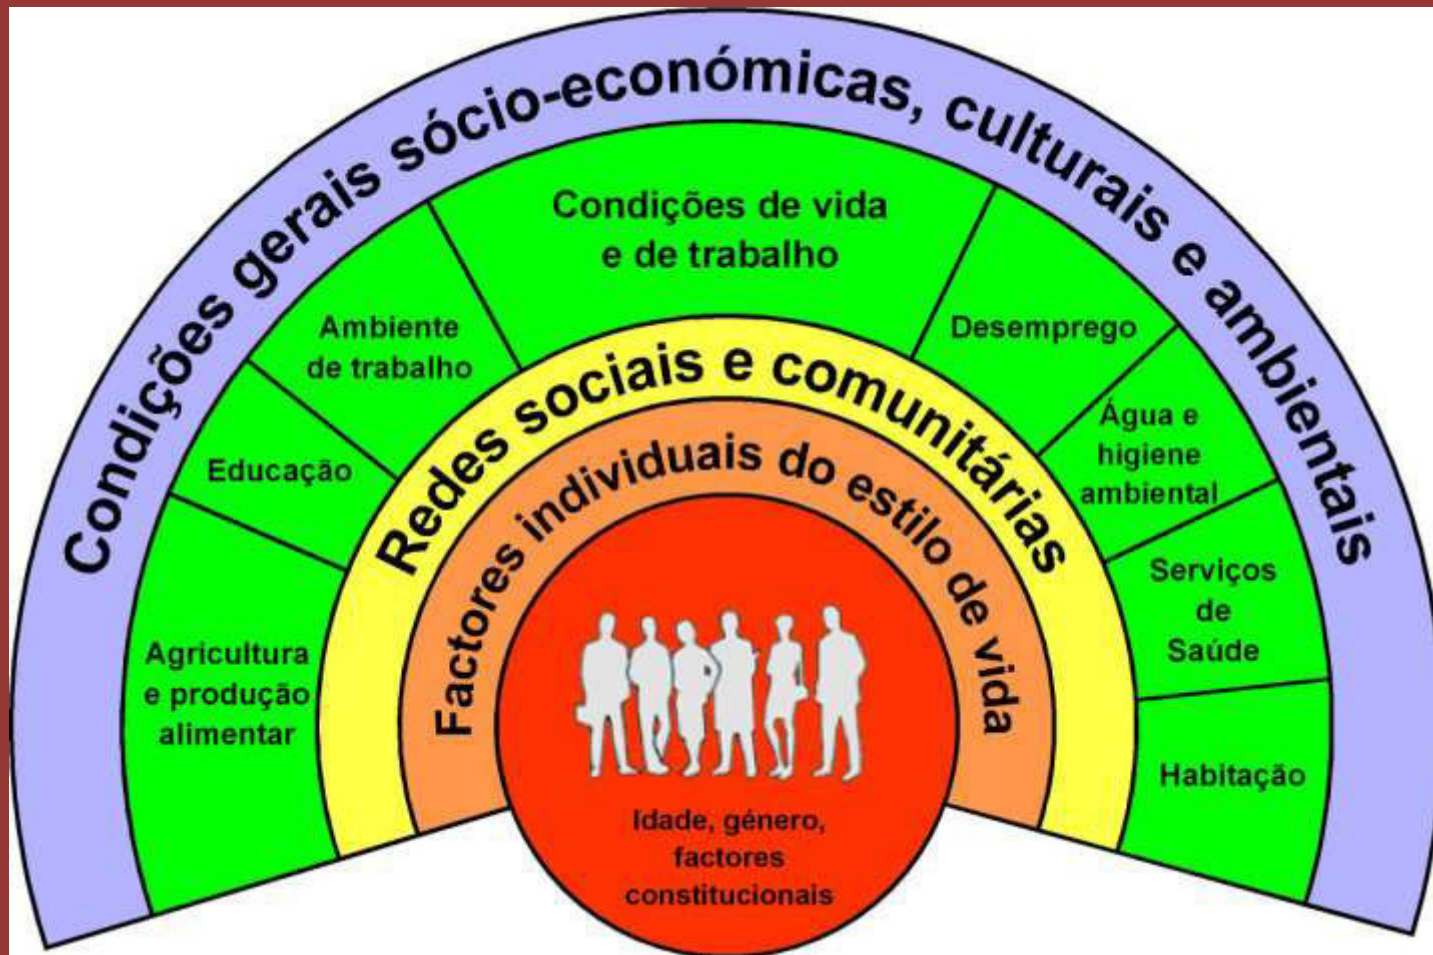 Condições gerais sócio-económicas, culturais e ambientais
Condições de vida
e de trabalho
Ambiente
de trabalho
Educação
Agricultura
e produção
alimentar
Desemprego
Água e
higiene
ambiental
Serviços
de
Saúde
Habitação
Redes sociais e comunitárias
Factores individuais do estilo de vida
Idade, género,
factores
constitucionais